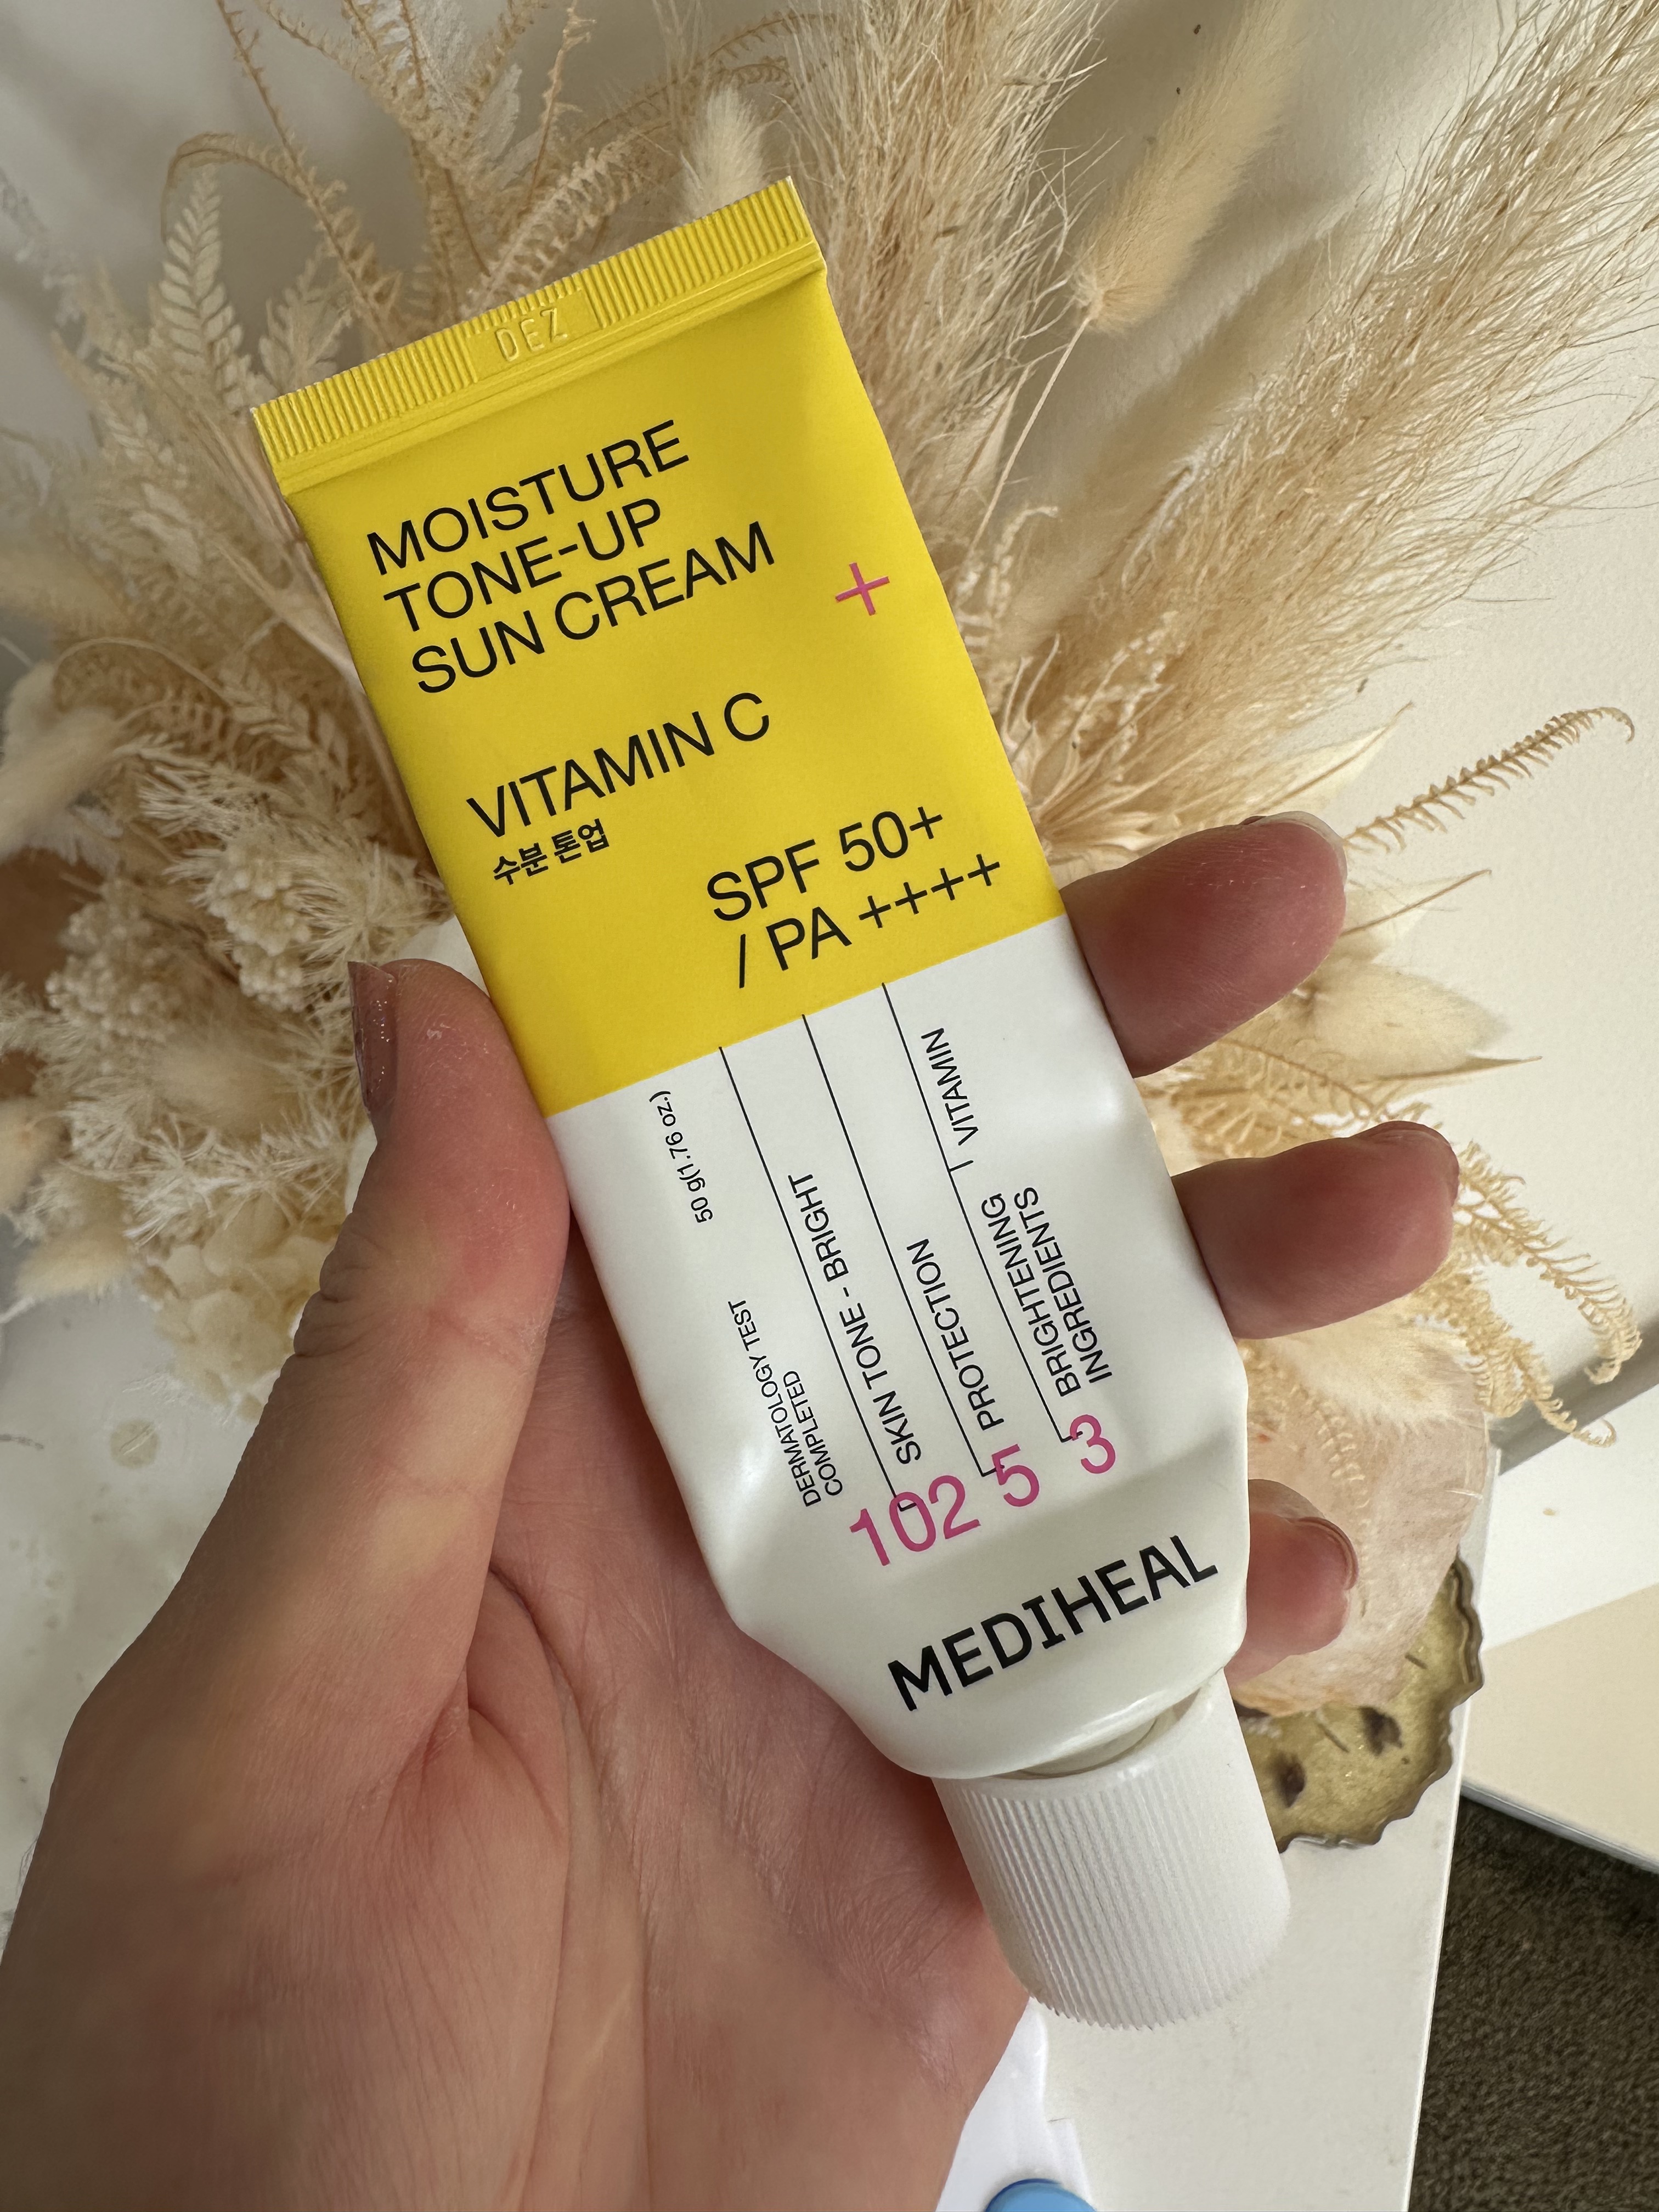 DEZ
MOISTURE
TONE-UP
SUN CREAM
+
VITAMIN C
수분 톤업
SPF 50+
/ PA ++++
50 g(1.76 oz.)
DERMATOLOGY TEST
COMPLETED
SKIN TONE - BRIGHT
PROTECTION
VITAMIN
BRIGHTENING
INGREDIENTS
102 5 3
MEDIHEAL